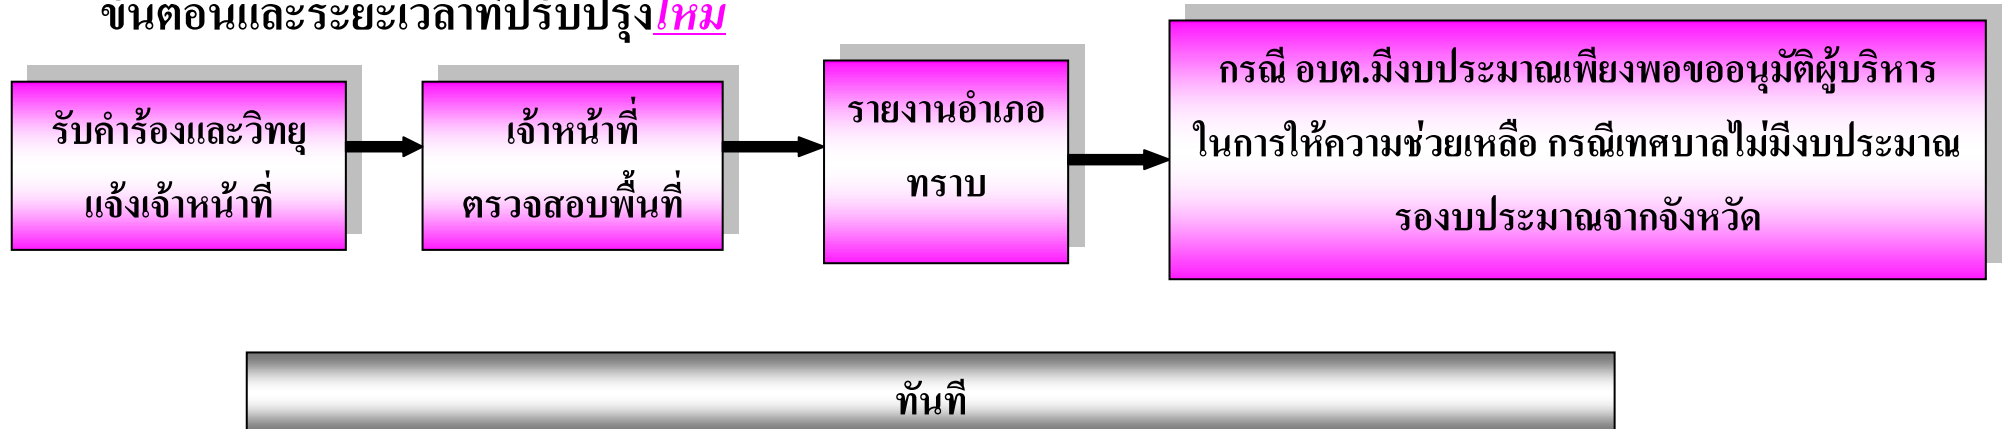 ขั้นตอนและระยะเวลาที่ปรับปรุงใหม่
รับคำร้องและวิทยุ
แจ้งเจ้าหน้าที่
เจ้าหน้าที่
ตรวจสอบพื้นที่
รายงานอำเภอ
ทราบ
กรณี อบต.มีงบประมาณเพียงพอขออนุมัติผู้บริหาร
ในการให้ความช่วยเหลือ กรณีเทศบาลไม่มีงบประมาณ
รองบประมาณจากจังหวัด
ทันที